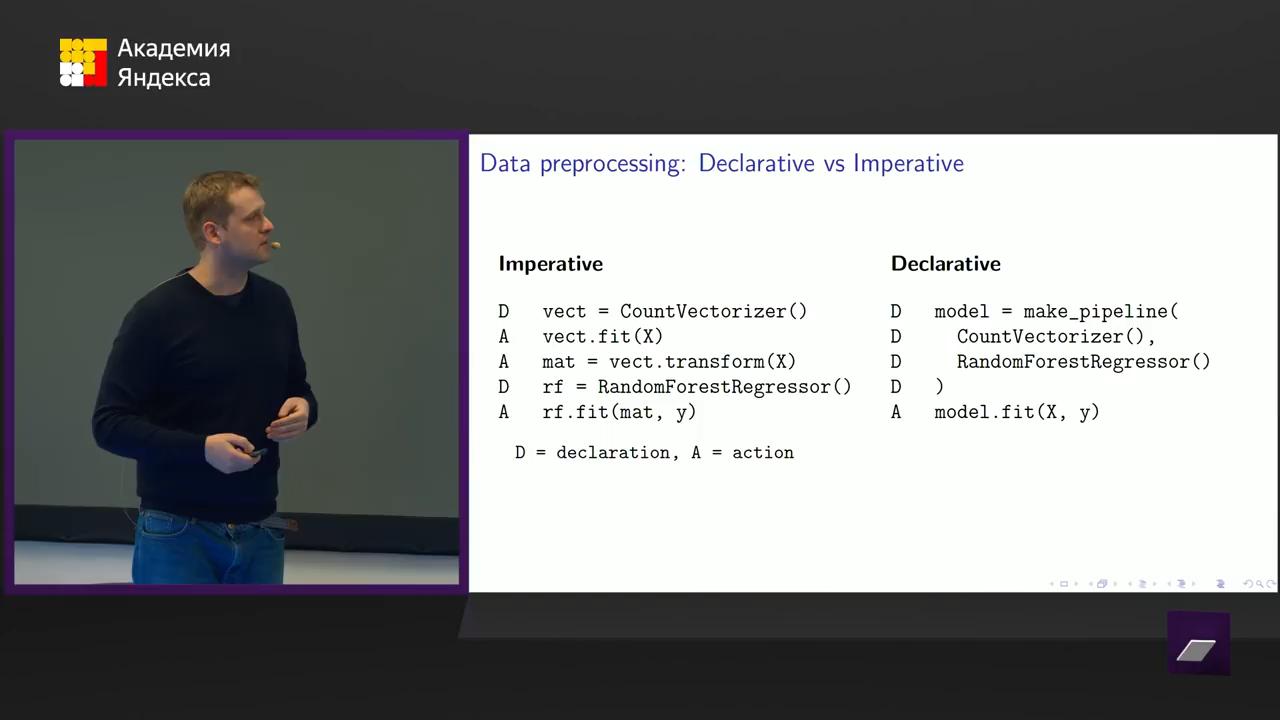 Академия
Яндекса
Data preprocessing: Declarative vs Imperative
Imperative
D vect = CountVectorizer()
A vect.fit(X)
A mat = vect.transform(X)
D rf = RandomForestRegressor()
A rf.fit(mat, y)
D = declaration, A = action
Declarative
D model = make_pipeline(
D CountVectorizer(),
D RandomForestRegressor()
D )
A model.fit(X, y)